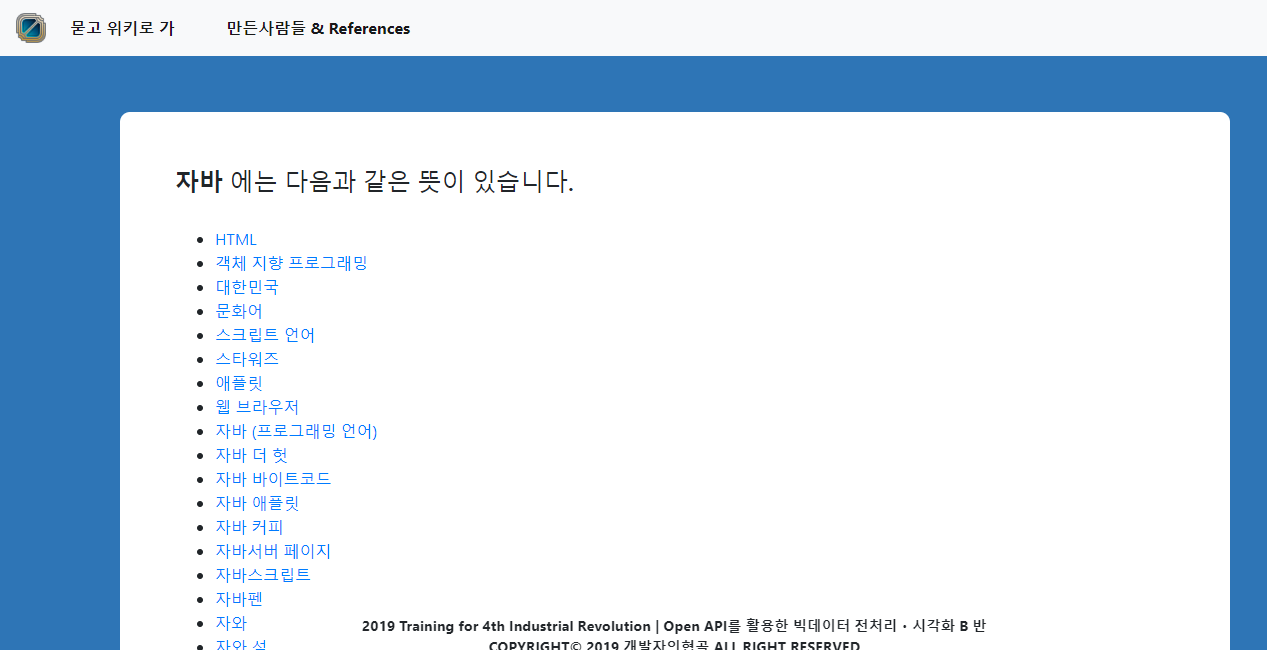 묻고 위키로 가 만든사람들 & References
자바 에는 다음과 같은 뜻이 있습니다.
HTML
객체 지향 프로그래밍
대한민국
문화어
스크립트 언어
스타워즈
애플릿
웹 브라우저
자바 (프로그래밍 언어)
자바 더 헛
자바 바이트코드
자바 애플릿
자바 커피
자바서버 페이지
자바스크립트
자바펜
자와
2019 Training for 4th Industrial Revolution | Open API를 활용한 빅데이터 전처리・시각화 B 반
자와 섬
COPYRIGHT© 2019 개발자인협곡 ALL RIGHT RESERVED